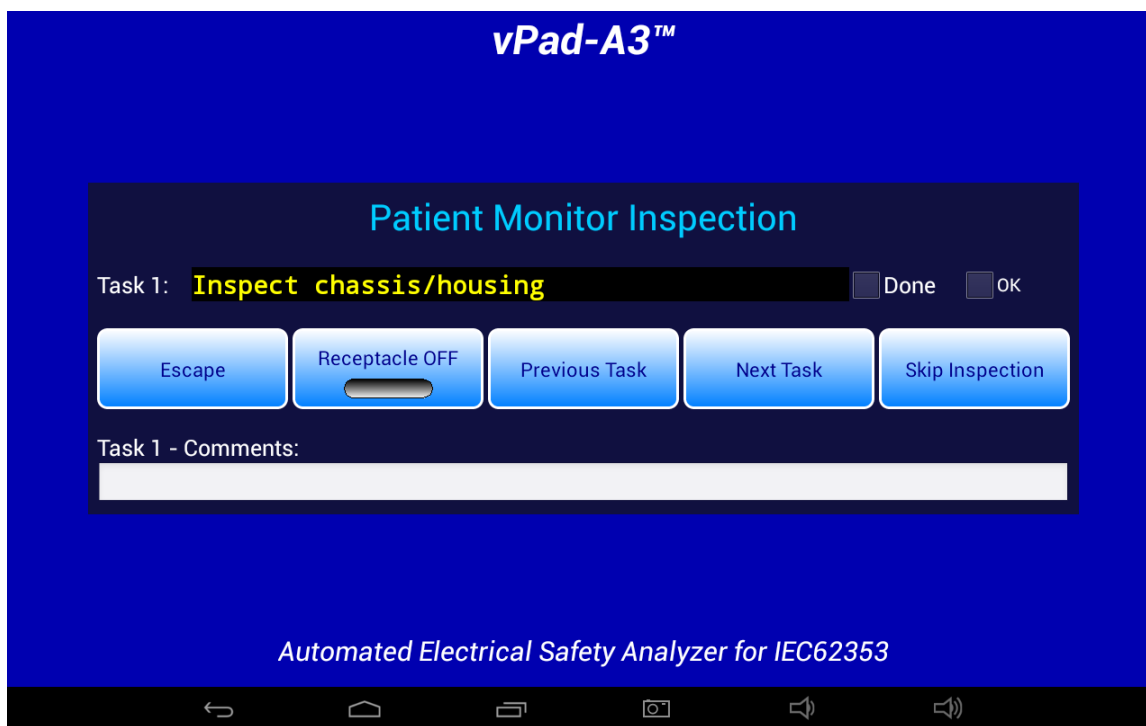 vPad-A3™
Patient Monitor Inspection
Task 1: Inspect chassis/housing Done OK
Escape Receptacle OFF Previous Task Next Task Skip Inspection
Task 1 - Comments:
Automated Electrical Safety Analyzer for IEC62353